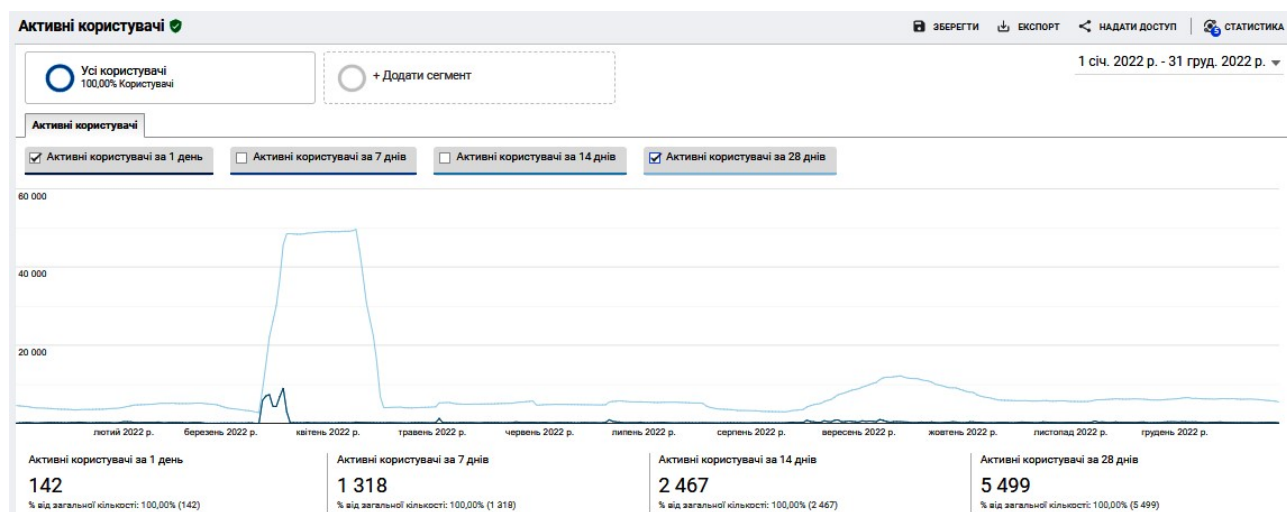 Активні користувачі
ЗБЕРЕГТИ
ЕКСПОРТ
НАДАТИ ДОСТУП
5
СТАТИСТИКА
Усі користувачі
100,00% Користувачі
+ Додати сегмент
1 січ. 2022 р. - 31 груд. 2022 р.
Активні користувачі
Активні користувачі за 1 день
Активні користувачі за 7 днів
Активні користувачі за 14 днів
Активні користувачі за 28 днів
60 000
40 000
20 000
лютий 2022 р.
березень 2022 р.
квітень 2022 р.
травень 2022 р.
червень 2022 р.
липень 2022 р.
серпень 2022 р.
вересень 2022 р.
жовтень 2022 р.
листопад 2022 р.
грудень 2022 р.
Активні користувачі за 1 день
142
% від загальної кількості: 100,00% (142)
Активні користувачі за 7 днів
1 318
% від загальної кількості: 100,00% (1 318)
Активні користувачі за 14 днів
2 467
% від загальної кількості: 100,00% (2 467)
Активні користувачі за 28 днів
5 499
% від загальної кількості: 100,00% (5 499)